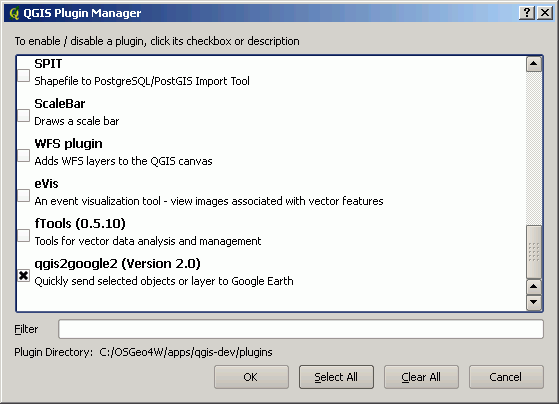 QGIS Plugin Manager
To enable / disable a plugin, click its checkbox or description
SPIT
Shapefile to PostgreSQL/PostGIS Import Tool
ScaleBar
Draws a scale bar
WFS plugin
Adds WFS layers to the QGIS canvas
eVis
An event visualization tool - view images associated with vector features
fTools (0.5.10)
Tools for vector data analysis and management
qgis2google2 (Version 2.0)
Quickly send selected objects or layer to Google Earth
Filter
Plugin Directory: C:/OSGeo4W/apps/qgis-dev/plugins
OK Select All Clear All Cancel